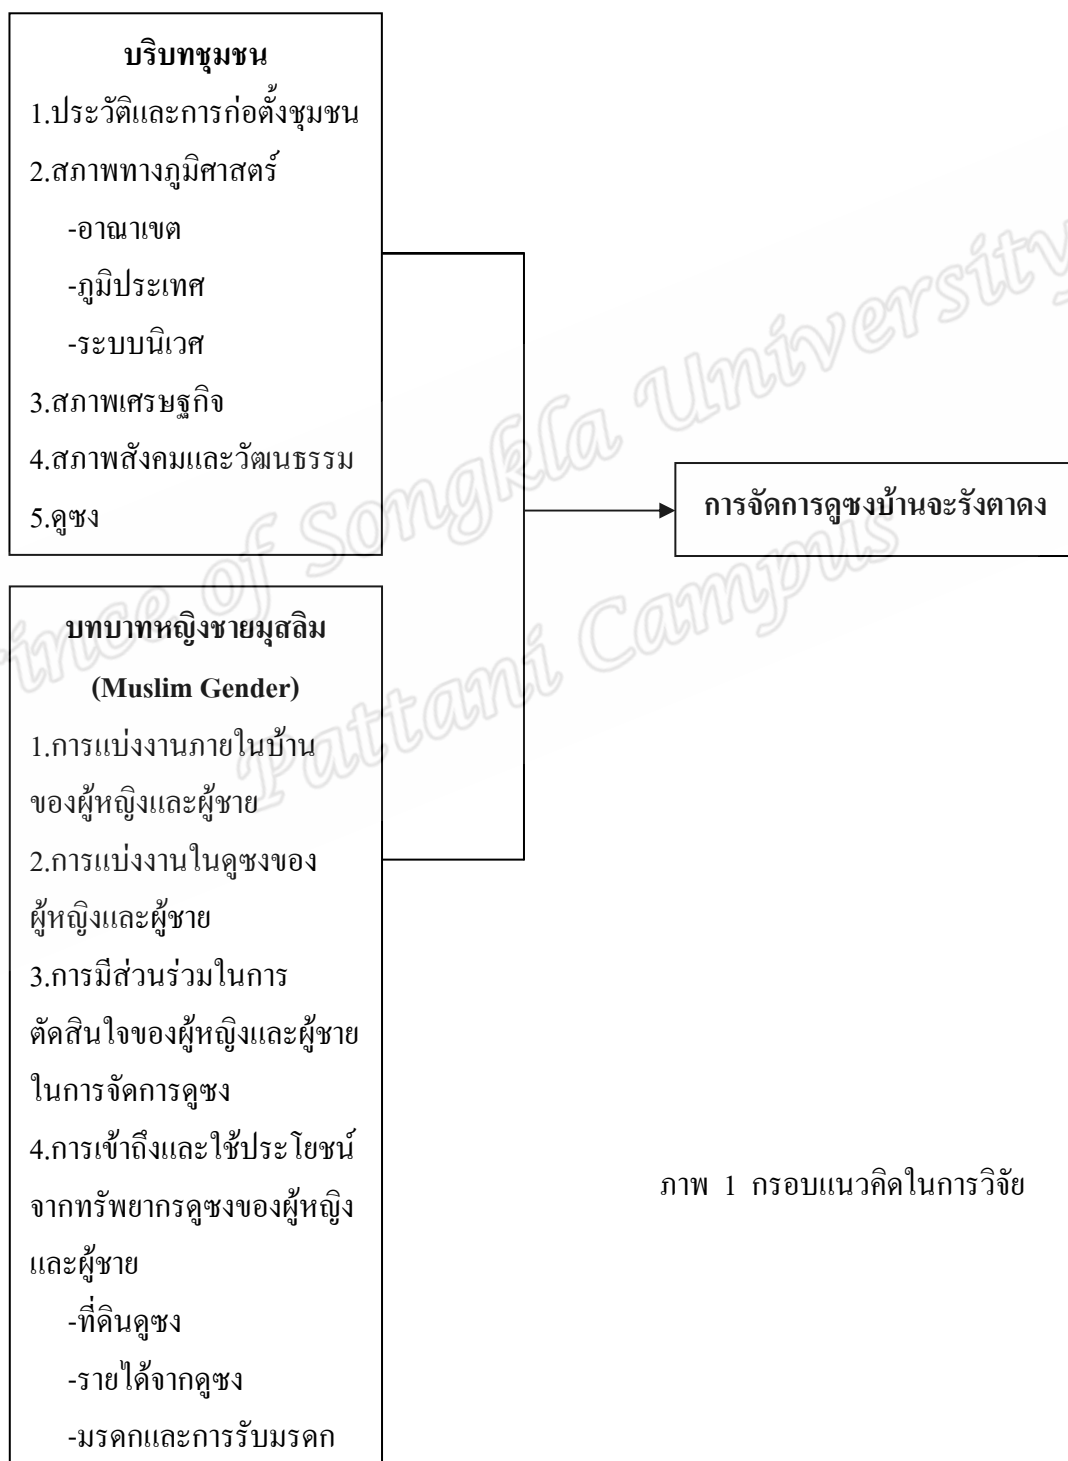 บริบทชุมชน
1.ประวัติและการก่อตั้งชุมชน
2.สภาพทางภูมิศาสตร์
-อาณาเขต
-ภูมิประเทศ
-ระบบนิเวศ
3.สภาพเศรษฐกิจ
4.สภาพสังคมและวัฒนธรรม
5.ดูซง
การจัดการดูซงบ้านจะรังตาดง
บทบาทหญิงชายมุสลิม
(Muslim Gender)
1.การแบ่งงานภายในบ้าน
ของผู้หญิงและผู้ชาย
2.การแบ่งงานในดูซงของ
ผู้หญิงและผู้ชาย
3.การมีส่วนร่วมในการ
ตัดสินใจของผู้หญิงและผู้ชาย
ในการจัดการดูซง
4.การเข้าถึงและใช้ประโยชน์
จากทรัพยากรดูซงของผู้หญิง
และผู้ชาย
-ที่ดินดูซง
-รายได้จากดูซง
-มรดกและการรับมรดก
ภาพ 1 กรอบแนวคิดในการวิจัย
rince of Songkla University
Pattani Campus